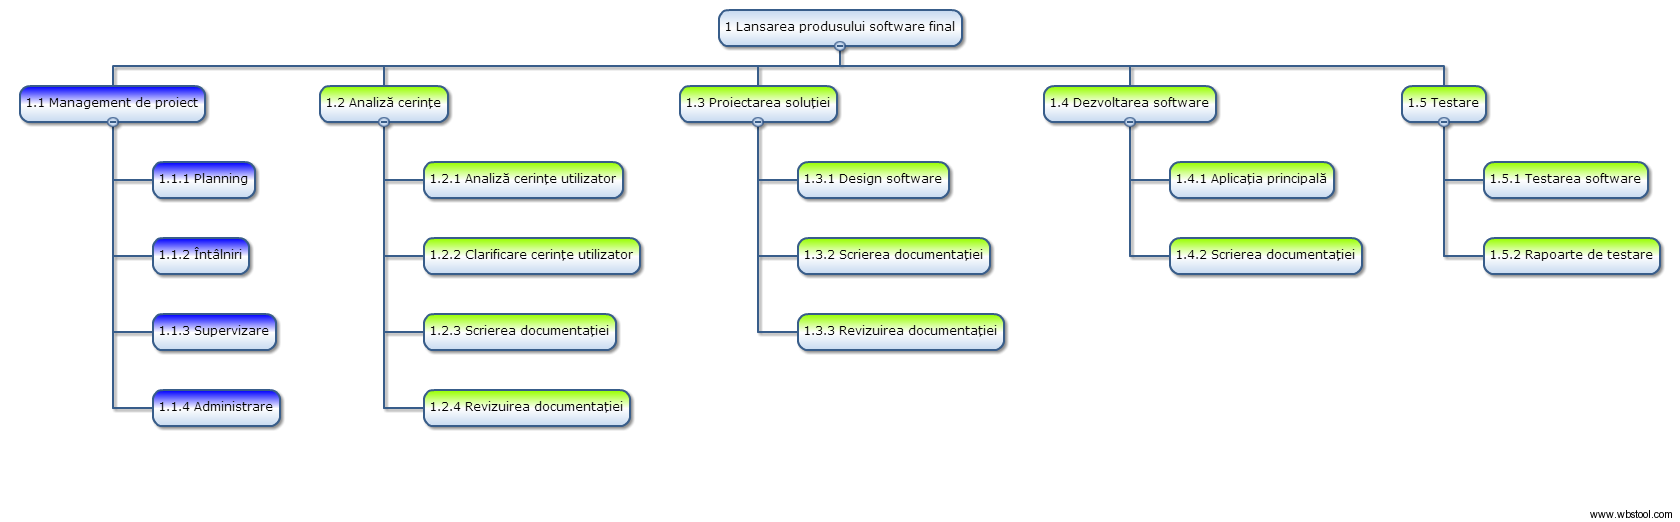 1 Lansarea produsului software final
1.1 Management de proiect
1.2 Analiză cerințe
1.3 Proiectarea soluției
1.4 Dezvoltarea software
1.5 Testare
1.1.1 Planning
1.2.1 Analiză cerințe utilizator
1.3.1 Design software
1.4.1 Aplicația principală
1.5.1 Testarea software
1.1.2 Întâlniri
1.2.2 Clarificare cerințe utilizator
1.3.2 Scrierea documentației
1.4.2 Scrierea documentației
1.5.2 Rapoarte de testare
1.1.3 Supervizare
1.2.3 Scrierea documentației
1.3.3 Revizuirea documentației
1.1.4 Administrare
1.2.4 Revizuirea documentației
www.wbstool.com